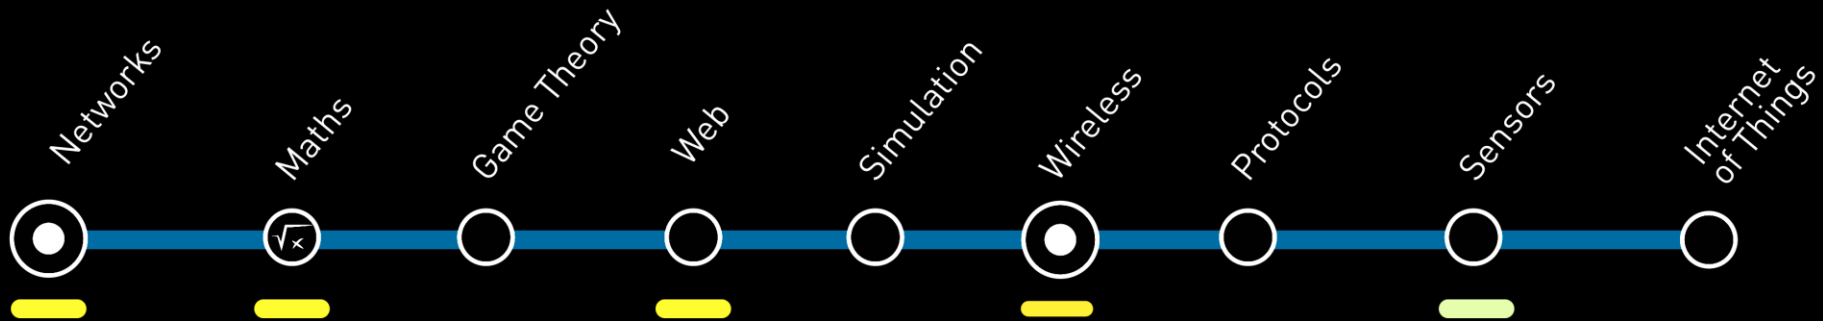 Networks
Maths
√x
Game Theory
Web
Simulation
Wireless
Protocols
Sensors
Internet
of Things